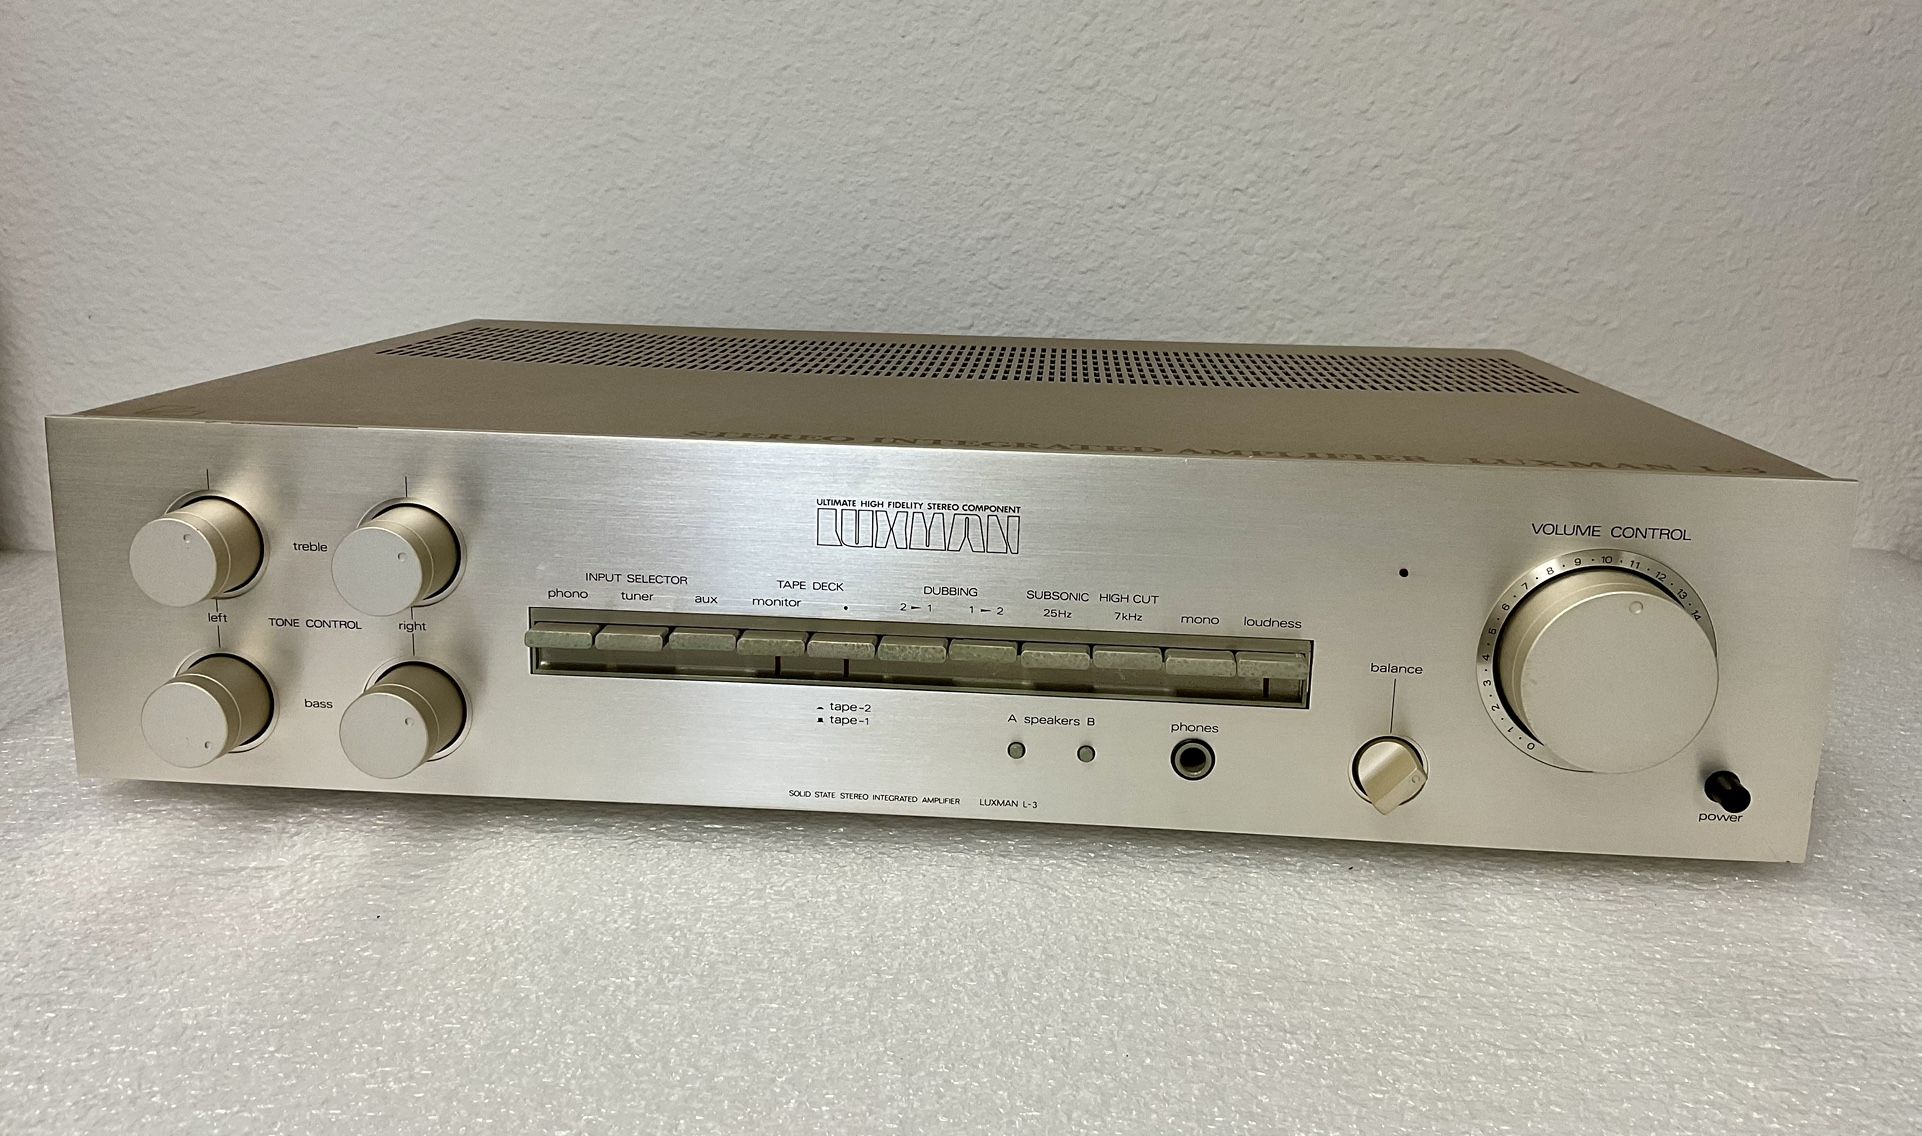 STEREO INTEGRATED AMPLIFIER LUXMAN L-3
ULTIMATE HIGH FIDELITY STEREO COMPONENT
LUXMAN
VOLUME CONTROL
0 1 2 3 4 5 6 7 8 9 10 11 12 13 14
treble
left
TONE CONTROL
right
bass
INPUT SELECTOR
phono tuner aux
TAPE DECK
monitor
DUBBING
2 ← 1 1 → 2
SUBSONIC
25Hz
HIGH CUT
7kHz
mono
loudness
tape-2
tape-1
A speakers B
phones
balance
power
SOLID STATE STEREO INTEGRATED AMPLIFIER LUXMAN L-3